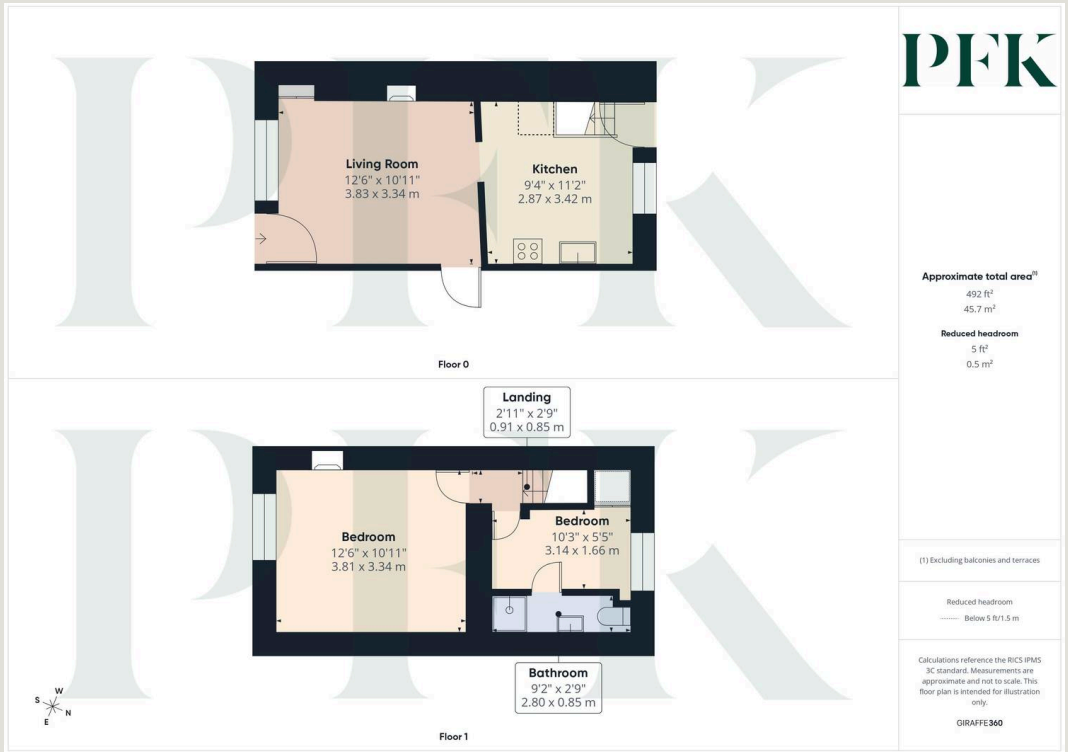 PFK
Living Room
12'6" x 10'11"
3.83 x 3.34 m
Kitchen
9'4" x 11'2"
2.87 x 3.42 m
Floor 0
Landing
2'11" x 2'9"
0.91 x 0.85 m
Bedroom
12'6" x 10'11"
3.81 x 3.34 m
Bedroom
10'3" x 5'5"
3.14 x 1.66 m
Bathroom
9'2" x 2'9"
2.80 x 0.85 m
Floor 1
W
S
N
E
PFK
PFK
Approximate total area(1)
492 ft²
45.7 m²
Reduced headroom
5 ft²
0.5 m²
(1) Excluding balconies and terraces
Reduced headroom
Below 5 ft/1.5 m
Calculations reference the RICS IPMS
3C standard. Measurements are
approximate and not to scale. This
floor plan is intended for illustration
only.
GIRAFFE360